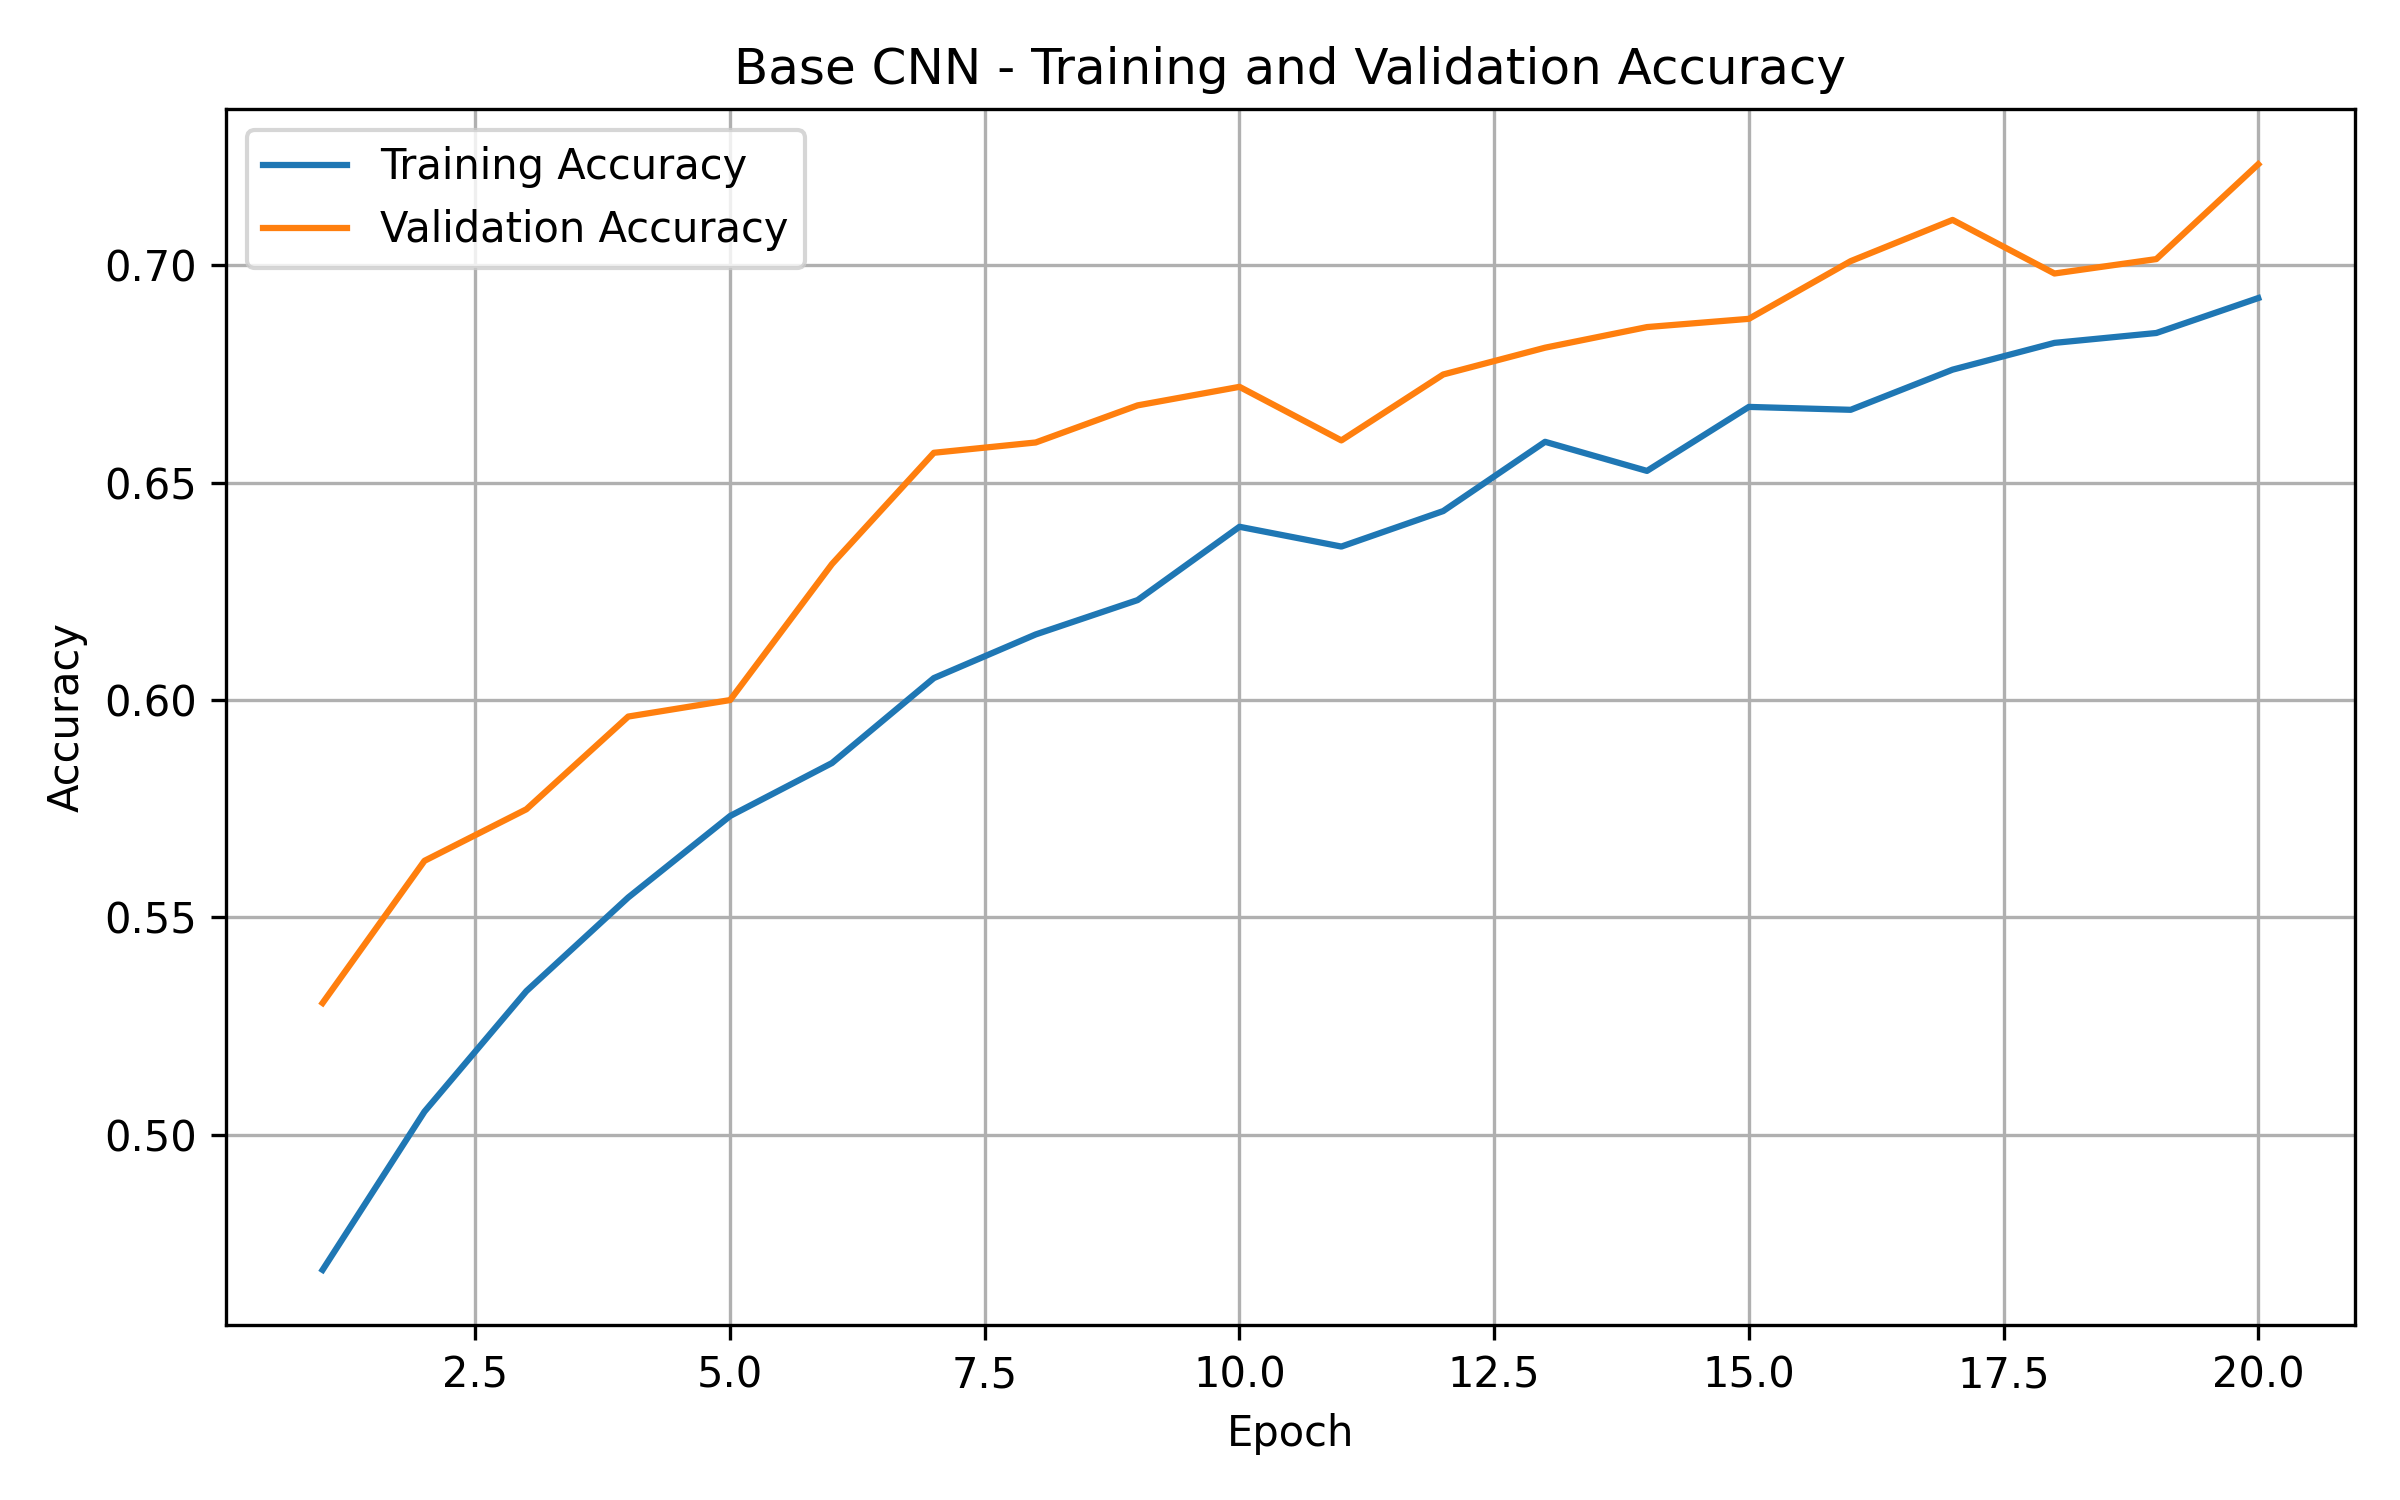 Base CNN - Training and Validation Accuracy
Training Accuracy
Validation Accuracy
0.70
0.65
0.60
0.55
0.50
Accuracy
2.5 5.0 7.5 10.0 12.5 15.0 17.5 20.0
Epoch